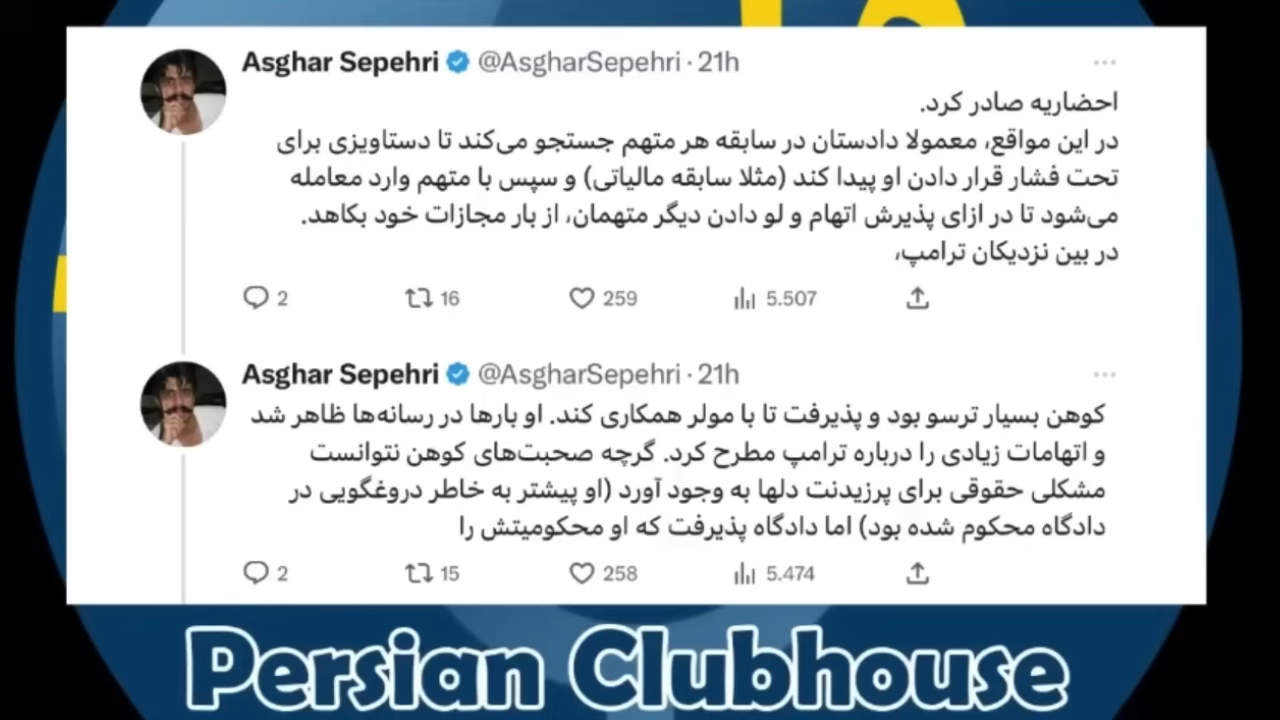 Asghar Sepehri @AsgharSepehri · 21h
احضاریه صادر کرد.
در این مواقع، معمولا دادستان در سابقه هر متهم جستجو می‌کند تا دستاویزی برای
تحت فشار قرار دادن او پیدا کند (مثلا سابقه مالیاتی) و سپس با متهم وارد معامله
می‌شود تا در ازای پذیرش اتهام و لو دادن دیگر متهمان، از بار مجازات خود بکاهد.
در بین نزدیکان ترامپ،
2 16 259 5.507
Asghar Sepehri @AsgharSepehri · 21h
کوهن بسیار ترسو بود و پذیرفت تا با مولر همکاری کند. او بارها در رسانه‌ها ظاهر شد
و اتهامات زیادی را درباره ترامپ مطرح کرد. گرچه صحبت‌های کوهن نتوانست
مشکلی حقوقی برای پرزیدنت دلها به وجود آورد (او پیشتر به خاطر دروغگویی در
دادگاه محکوم شده بود) اما دادگاه پذیرفت که او محکومیتش را
2 15 258 5.474
Persian Clubhouse